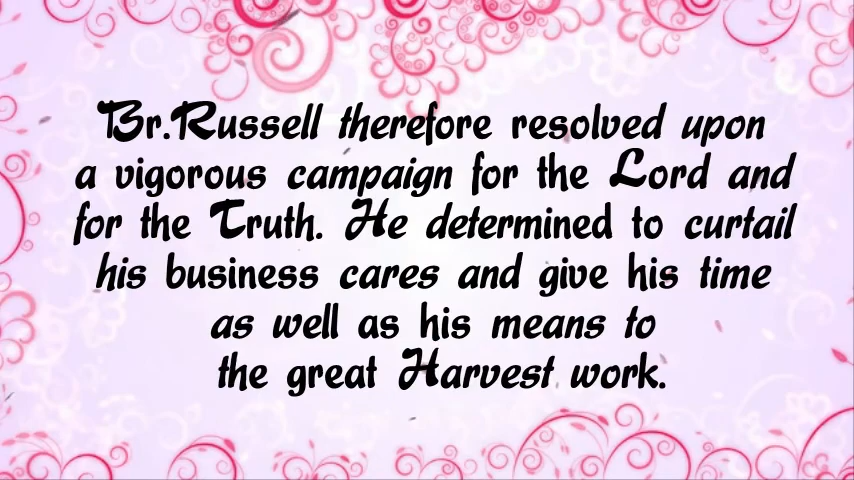 Br.Russell therefore resolved upon
a vigorous campaign for the Lord and
for the Truth. He determined to curtail
his business cares and give his time
as well as his means to
the great Harvest work.